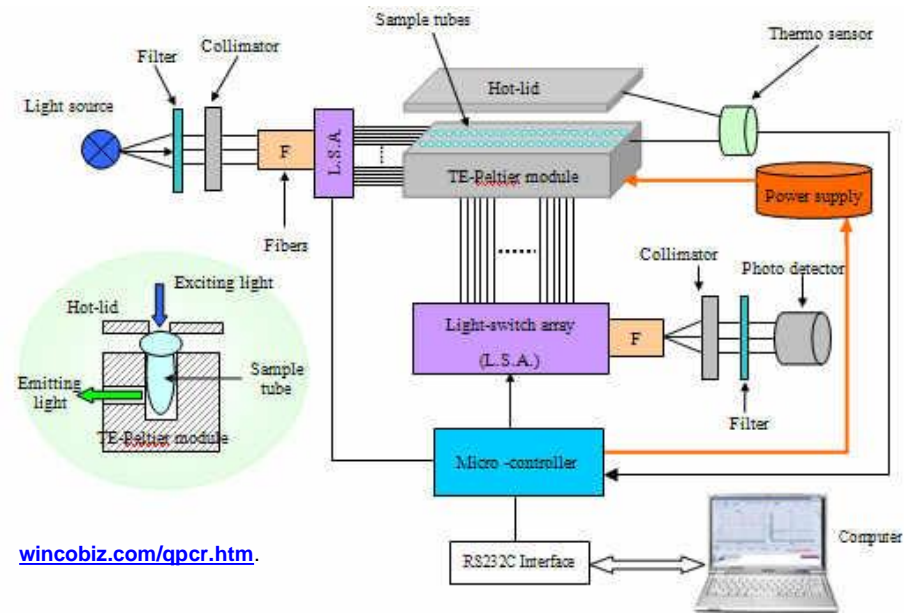 Sample tubes
Thermo sensor
Collimator
Filter
Hot-lid
Light source
F
L.S.A.
TE-Peltier module
Power supply
Fibers
Collimator
Photo detector
Exciting light
Hot-lid
Light-switch array
(L.S.A.)
F
Sample
tube
Emitting
light
TE-Peltier module
Filter
Micro -controller
Computer
wincobiz.com/qpcr.htm.
RS232C Interface